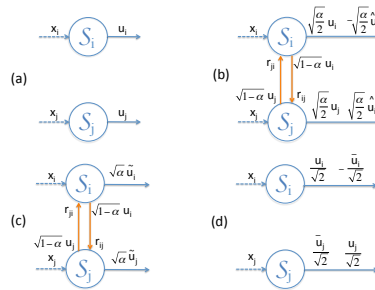 x_i S_i u_i
(a)
x_j S_j u_j
x_i S_i √(α/2) u_i -√(α/2) û
(b) r_ji √(1-α) u_i
√(1-α) u_j r_ij
x_j S_j √(α/2) u_j √(α/2) û
x_i S_i √α ũ_i
(c) r_ji √(1-α) u_i
√(1-α) u_j r_ij
x_j S_j √α ũ_j
x_i S_i u_i/√2 - ū_i/√2
(d)
x_j S_j ū_j/√2 u_j/√2